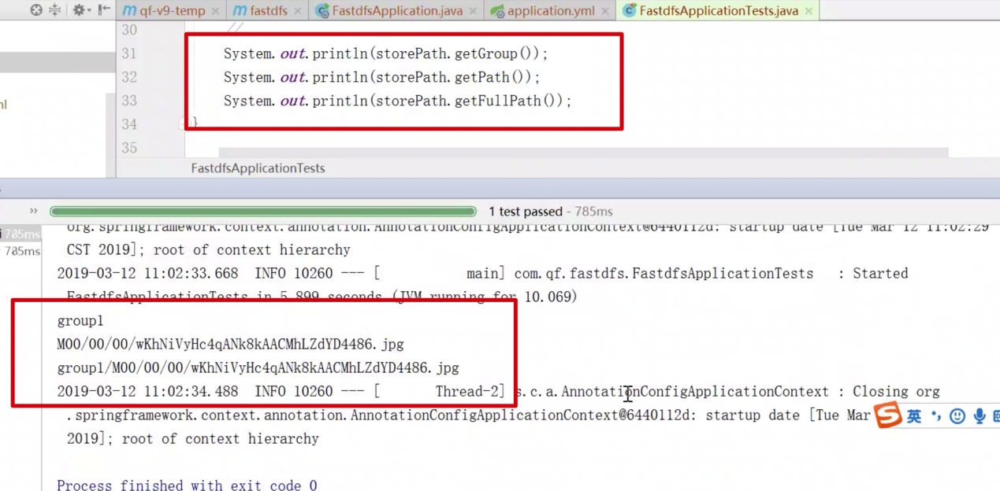 qf-v9-temp × fastdfs × FastdfsApplication.java × application.yml × FastdfsApplicationTests.java ×
30 //
31 System.out.println(storePath.getGroup());
32 System.out.println(storePath.getPath());
33 System.out.println(storePath.getFullPath());
34 }
35
FastdfsApplicationTests
» 1 test passed - 785ms
785ms org.springframework.context.annotation.AnnotationConfigApplicationContext@6440112d: startup date [Tue Mar 12 11:02:29
785ms CST 2019]; root of context hierarchy
2019-03-12 11:02:33.668 INFO 10260 --- [ main] com.qf.fastdfs.FastdfsApplicationTests : Started
FastdfsApplicationTests in 5.899 seconds (JVM running for 10.069)
group1
M00/00/00/wKhNiVyHc4qANk8kAACMhLZdYD4486.jpg
group1/M00/00/00/wKhNiVyHc4qANk8kAACMhLZdYD4486.jpg
2019-03-12 11:02:34.488 INFO 10260 --- [ Thread-2] s.c.a.AnnotationConfigApplicationContext : Closing org
.springframework.context.annotation.AnnotationConfigApplicationContext@6440112d: startup date [Tue Mar
英
2019]; root of context hierarchy
Process finished with exit code 0